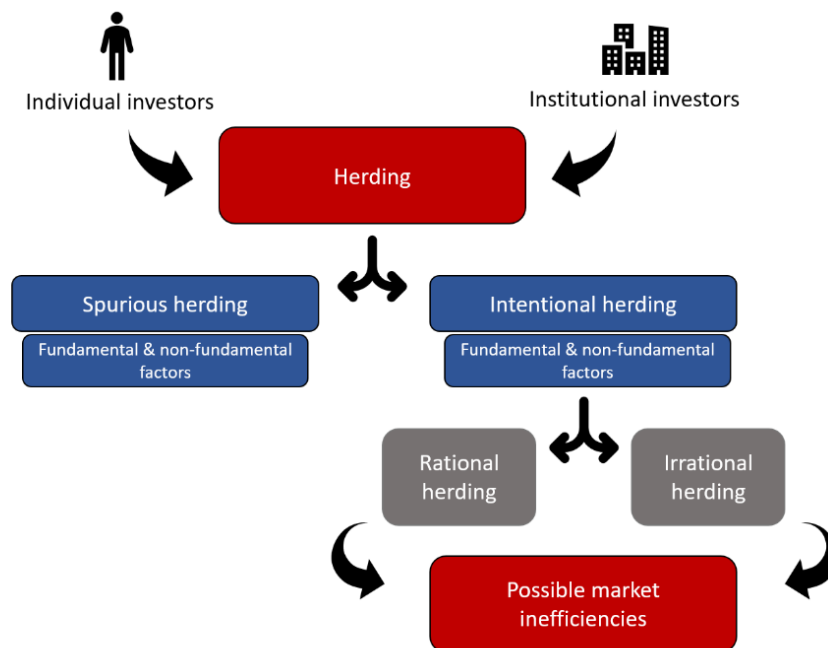 Individual investors
Institutional investors
Herding
Spurious herding
Intentional herding
Fundamental & non-fundamental
factors
Fundamental & non-fundamental
factors
Rational
herding
Irrational
herding
Possible market
inefficiencies